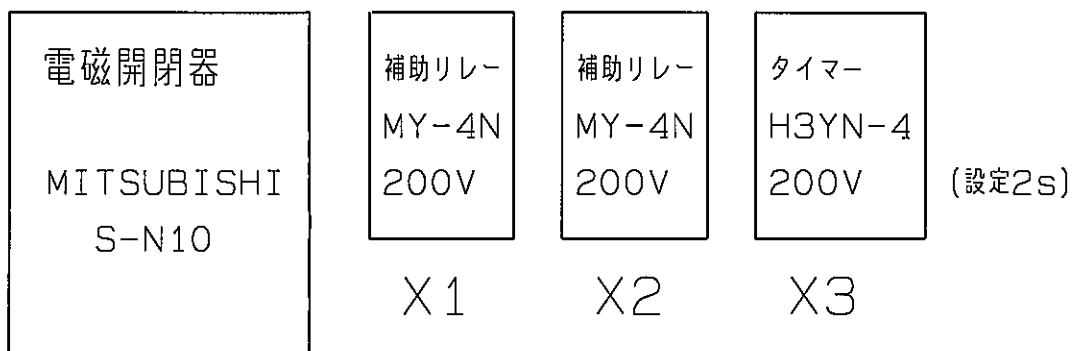 電磁開閉器
MITSUBISHI
S-N10
補助リレー
MY-4N
200V
X1
補助リレー
MY-4N
200V
X2
タイマー
H3YN-4
200V
X3
(設定2s)